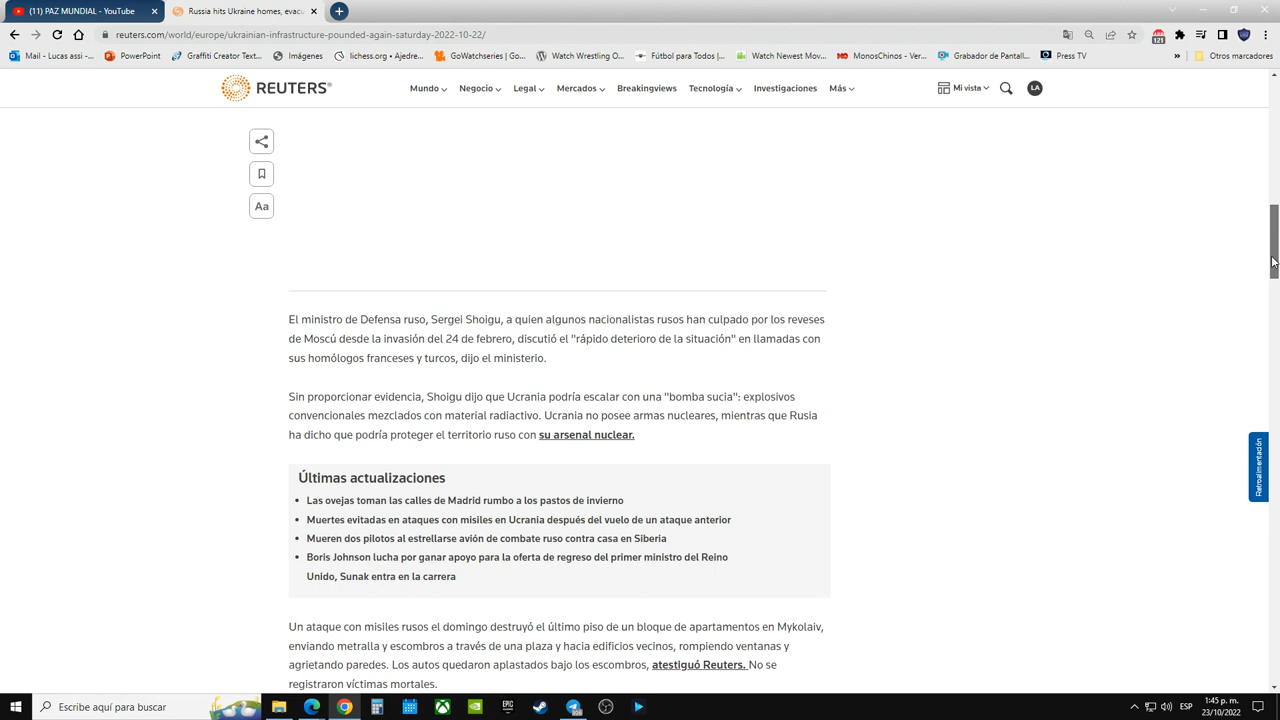 (11) PAZ MUNDIAL - YouTube
Russia hits Ukraine homes, evacu
reuters.com/world/europe/ukrainian-infrastructure-pounded-again-saturday-2022-10-22/
121
Mail - Lucas assi -...
PowerPoint
Graffiti Creator Text...
Imágenes
lichess.org • Ajedre...
GoWatchseries | Go...
Watch Wrestling O...
Fútbol para Todos |...
Watch Newest Mov...
MonosChinos - Ver...
Grabador de Pantall...
Press TV
»
Otros marcadores
REUTERS®
Mundo
Negocio
Legal
Mercados
Breakingviews
Tecnología
Investigaciones
Más
Mi vista
LA
Aa
El ministro de Defensa ruso, Sergei Shoigu, a quien algunos nacionalistas rusos han culpado por los reveses
de Moscú desde la invasión del 24 de febrero, discutió el "rápido deterioro de la situación" en llamadas con
sus homólogos franceses y turcos, dijo el ministerio.
Sin proporcionar evidencia, Shoigu dijo que Ucrania podría escalar con una "bomba sucia": explosivos
convencionales mezclados con material radiactivo. Ucrania no posee armas nucleares, mientras que Rusia
ha dicho que podría proteger el territorio ruso con su arsenal nuclear.
Retroalimentación
Últimas actualizaciones
• Las ovejas toman las calles de Madrid rumbo a los pastos de invierno
• Muertes evitadas en ataques con misiles en Ucrania después del vuelo de un ataque anterior
• Mueren dos pilotos al estrellarse avión de combate ruso contra casa en Siberia
• Boris Johnson lucha por ganar apoyo para la oferta de regreso del primer ministro del Reino
Unido, Sunak entra en la carrera
Un ataque con misiles rusos el domingo destruyó el último piso de un bloque de apartamentos en Mykolaiv,
enviando metralla y escombros a través de una plaza y hacia edificios vecinos, rompiendo ventanas y
agrietando paredes. Los autos quedaron aplastados bajo los escombros, atestiguó Reuters. No se
registraron víctimas mortales.
Escribe aquí para buscar
EPIC
ESP
1:45 p. m.
23/10/2022